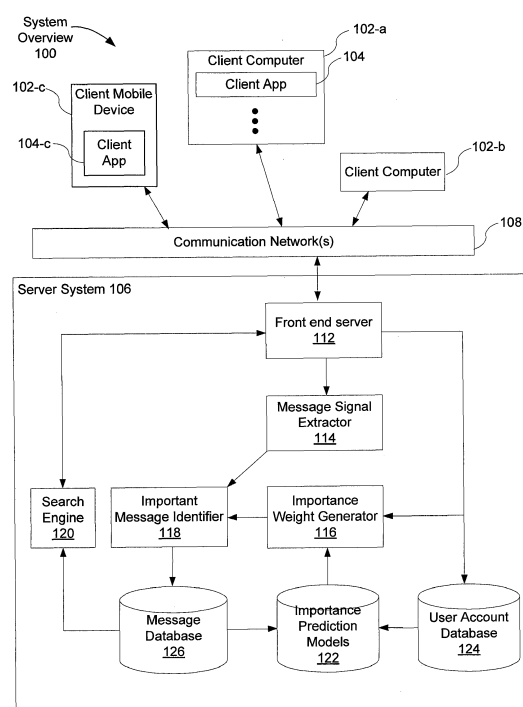 System
Overview
100
102-a
Client Computer
104
Client App
102-c
Client Mobile
Device
104-c
Client
App
102-b
Client Computer
108
Communication Network(s)
Server System 106
Front end server
112
Message Signal
Extractor
114
Search
Engine
120
Important
Message Identifier
118
Importance
Weight Generator
116
Message
Database
126
Importance
Prediction
Models
122
User Account
Database
124